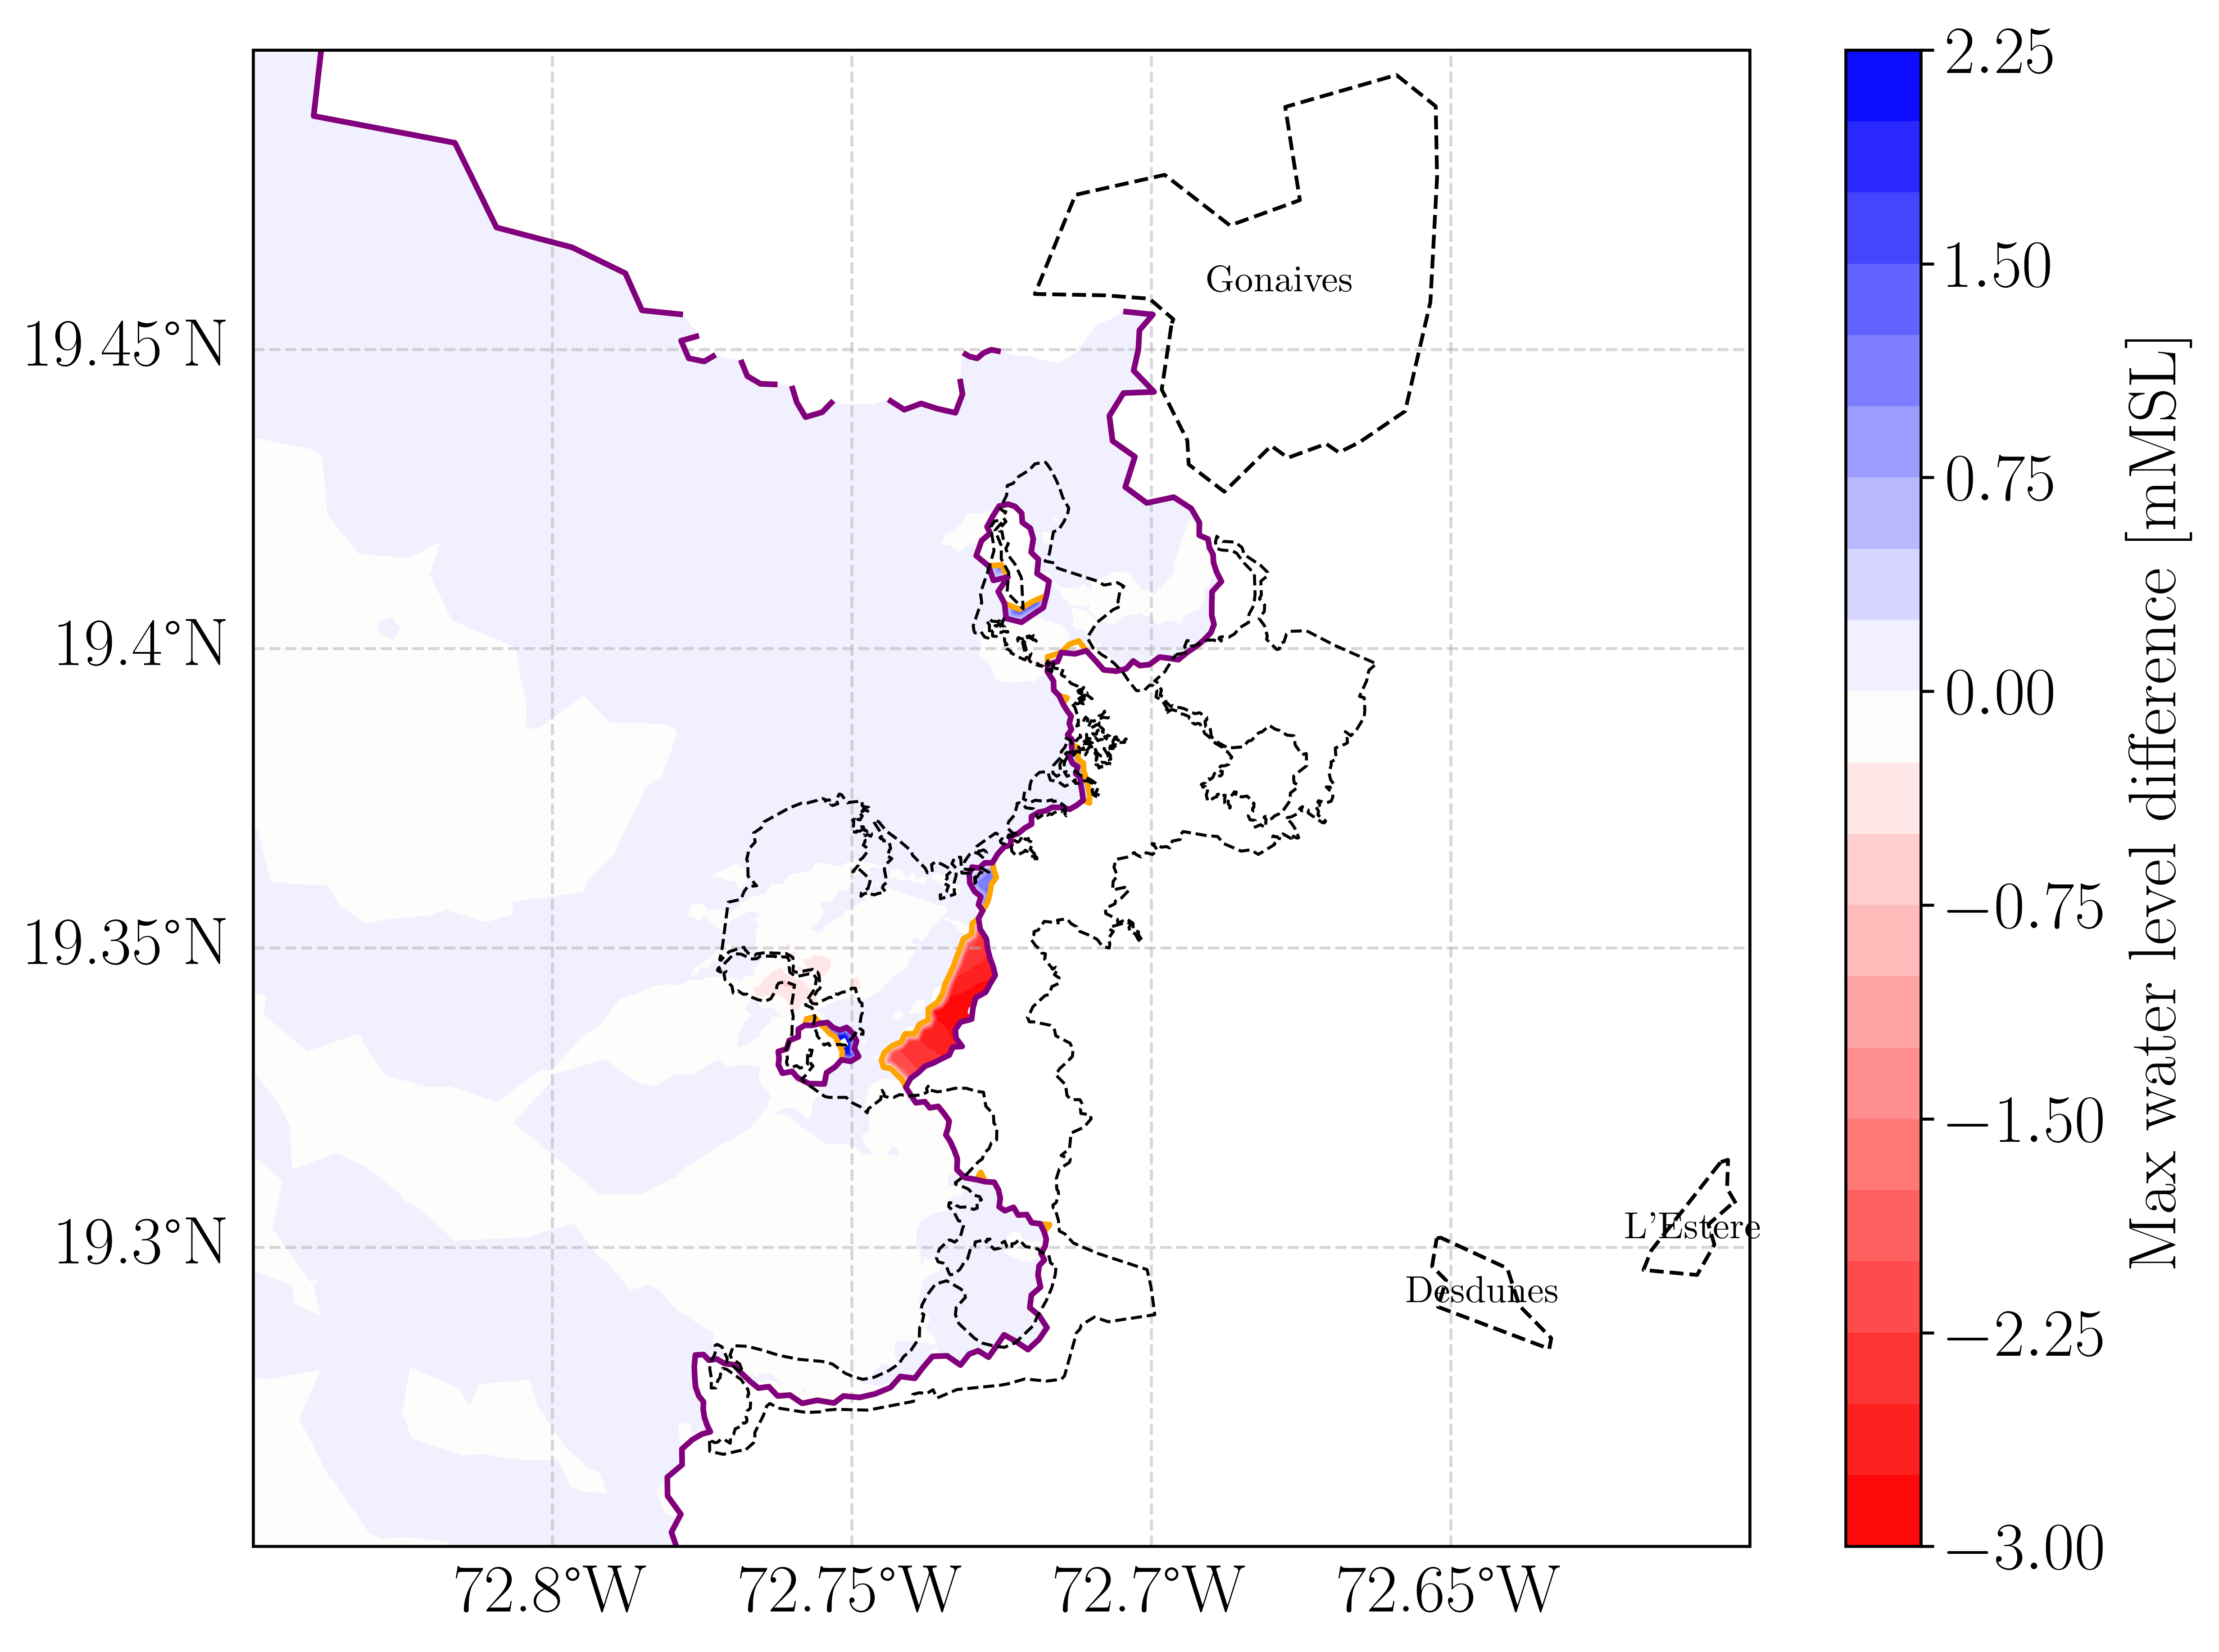 19.45°N
19.4°N
19.35°N
19.3°N
72.8°W
72.75°W
72.7°W
72.65°W
Gonaives
L'Estere
Desdunes
2.25
1.50
0.75
0.00
−0.75
−1.50
−2.25
−3.00
Max water level difference [mMSL]